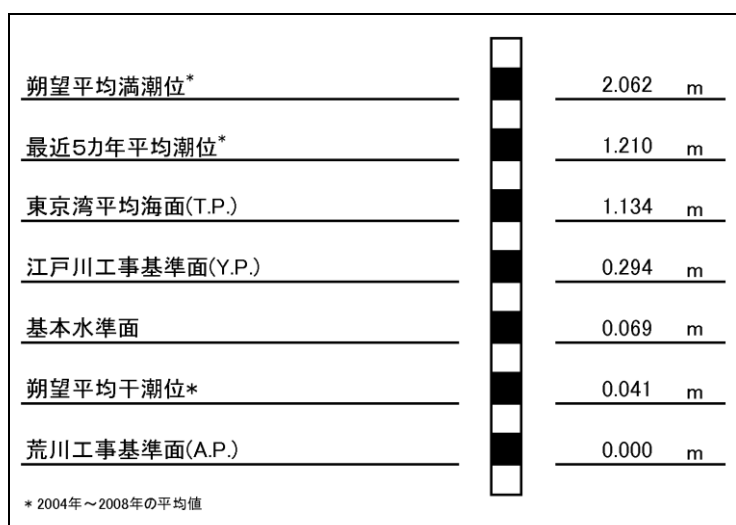 朔望平均満潮位* 2.062 m
最近5カ年平均潮位* 1.210 m
東京湾平均海面(T.P.) 1.134 m
江戸川工事基準面(Y.P.) 0.294 m
基本水準面 0.069 m
朔望平均干潮位* 0.041 m
荒川工事基準面(A.P.) 0.000 m
* 2004年～2008年の平均値